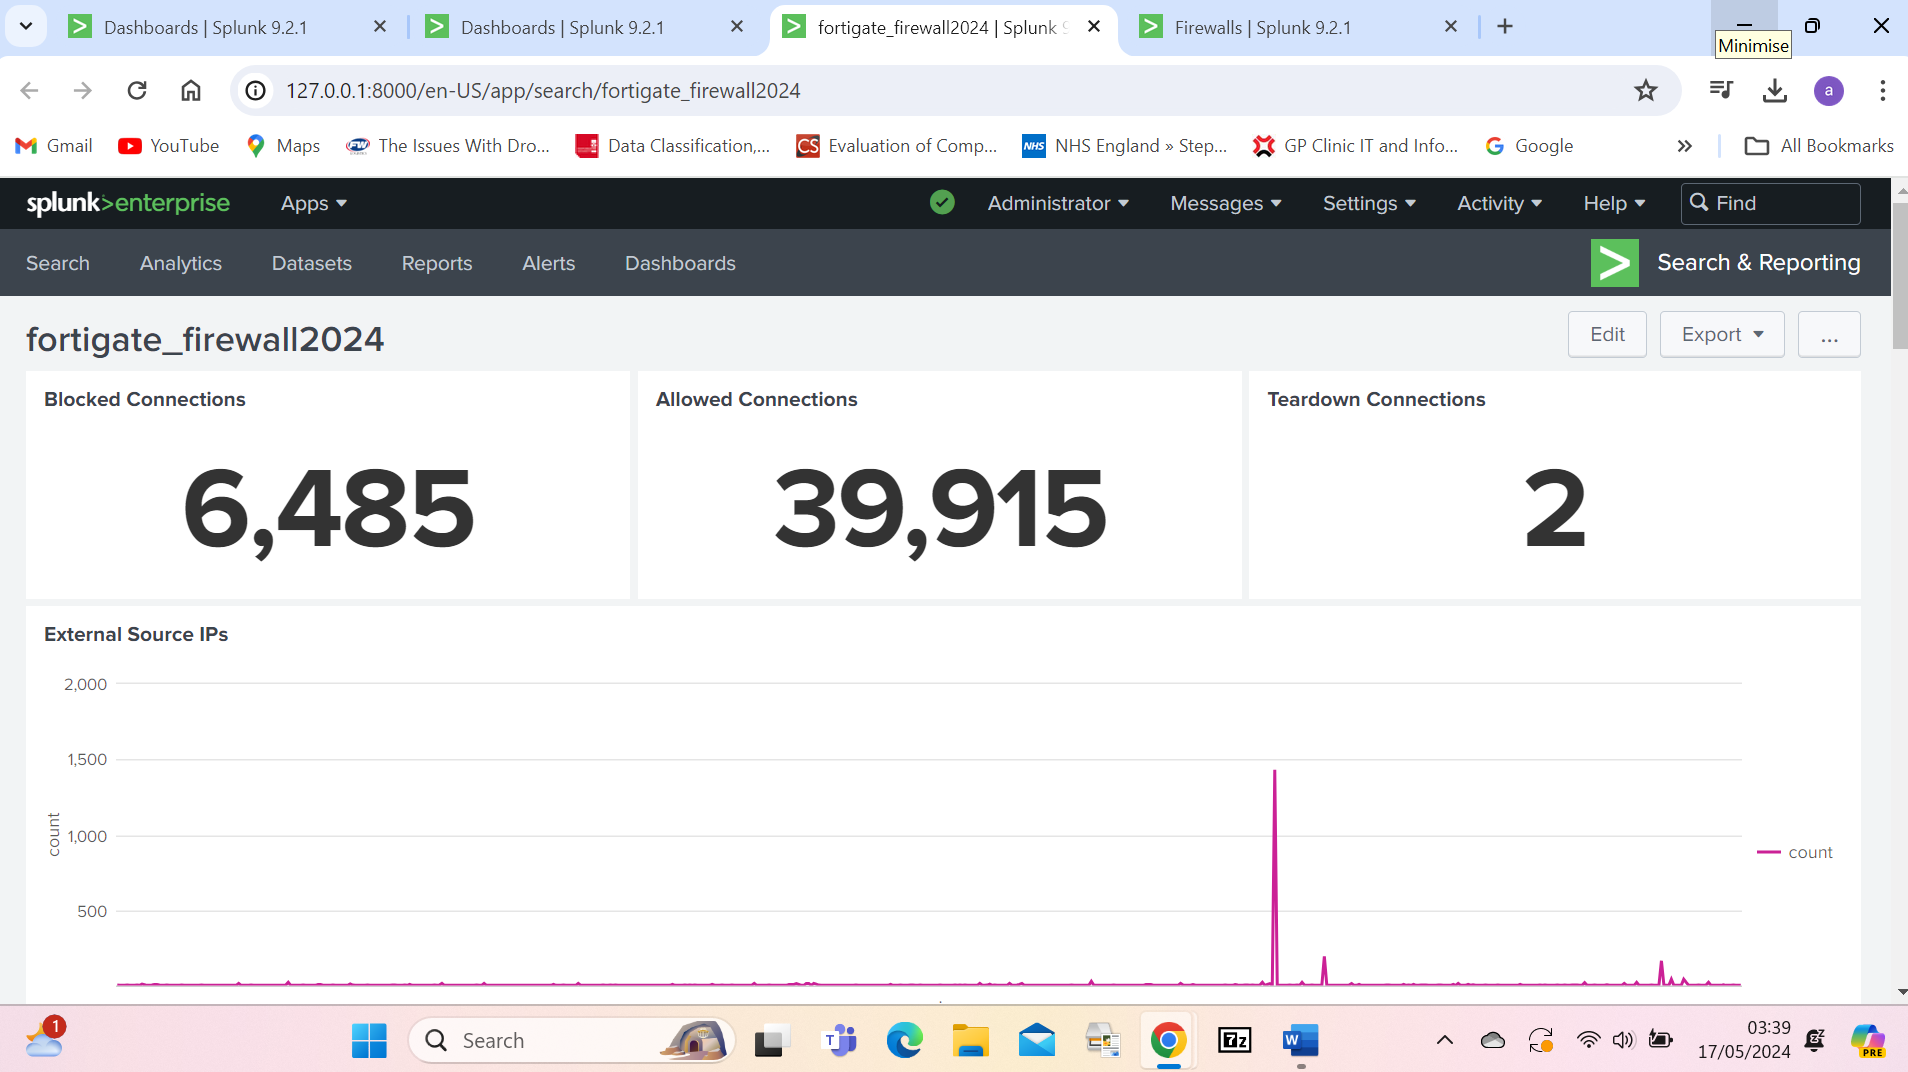 Dashboards | Splunk 9.2.1
Dashboards | Splunk 9.2.1
fortigate_firewall2024 | Splunk
Firewalls | Splunk 9.2.1
Minimise
127.0.0.1:8000/en-US/app/search/fortigate_firewall2024
a
Gmail
YouTube
Maps
FW
The Issues With Dro...
Data Classification,...
CS
Evaluation of Comp...
NHS
NHS England » Step...
GP Clinic IT and Info...
Google
All Bookmarks
splunk>enterprise
Apps
Administrator
Messages
Settings
Activity
Help
Find
Search
Analytics
Datasets
Reports
Alerts
Dashboards
Search & Reporting
fortigate_firewall2024
Edit
Export
...
Blocked Connections
6,485
Allowed Connections
39,915
Teardown Connections
2
External Source IPs
2,000
1,500
1,000
500
count
count
1
Search
T
7z
W
03:39
17/05/2024
PRE